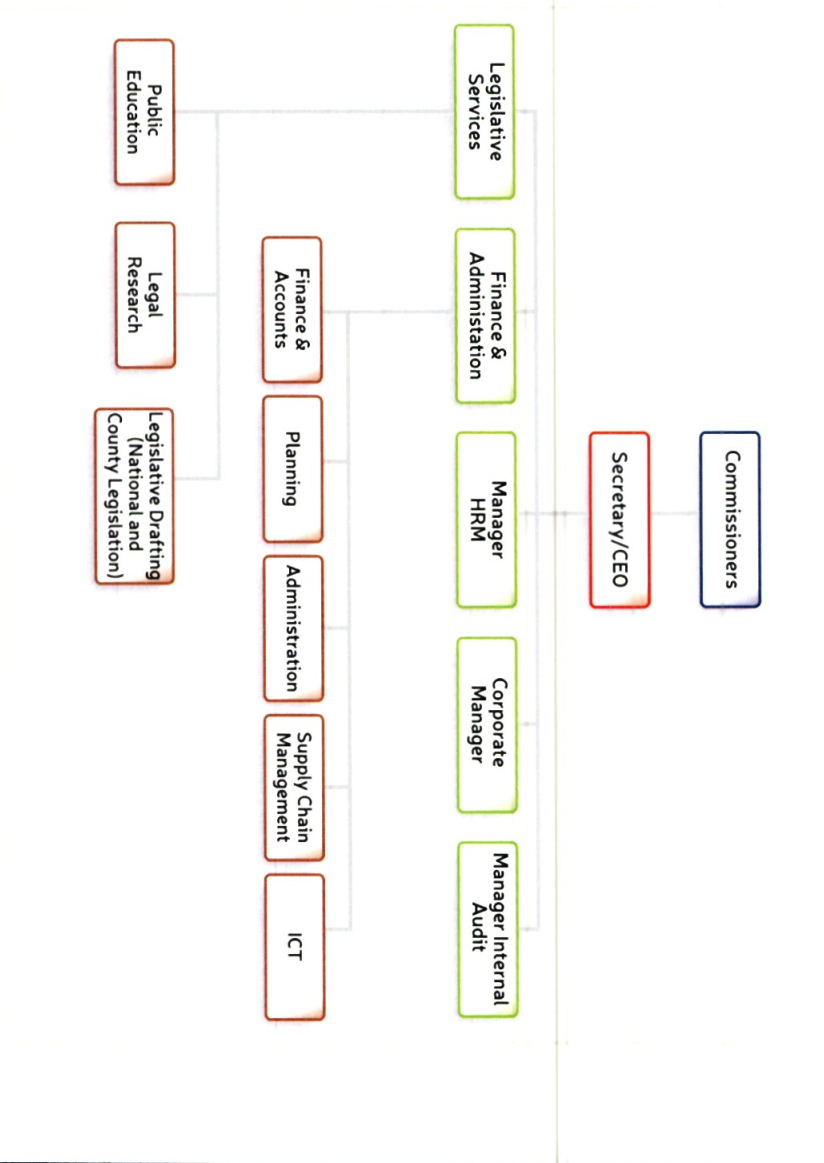 Commissioners
Secretary/CEO
Legislative
Services
Finance &
Administation
Manager
HRM
Corporate
Manager
Manager Internal
Audit
Finance &
Accounts
Planning
Administration
Supply Chain
Management
ICT
Public
Education
Legal
Research
Legislative Drafting
(National and
County Legislation)